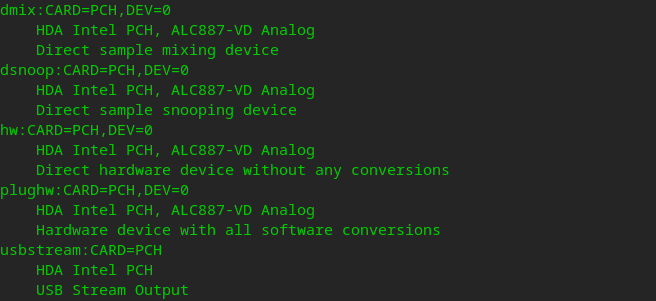 dmix:CARD=PCH,DEV=0
    HDA Intel PCH, ALC887-VD Analog
    Direct sample mixing device
dsnoop:CARD=PCH,DEV=0
    HDA Intel PCH, ALC887-VD Analog
    Direct sample snooping device
hw:CARD=PCH,DEV=0
    HDA Intel PCH, ALC887-VD Analog
    Direct hardware device without any conversions
plughw:CARD=PCH,DEV=0
    HDA Intel PCH, ALC887-VD Analog
    Hardware device with all software conversions
usbstream:CARD=PCH
    HDA Intel PCH
    USB Stream Output